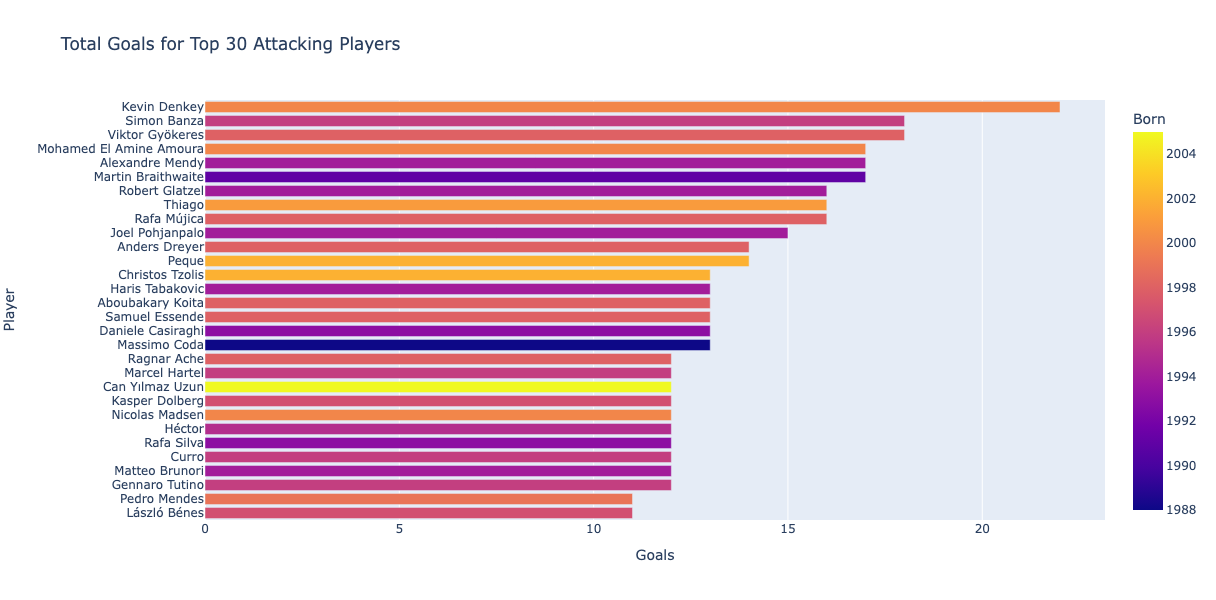 Total Goals for Top 30 Attacking Players
Player
Kevin Denkey
Simon Banza
Viktor Gyökeres
Mohamed El Amine Amoura
Alexandre Mendy
Martin Braithwaite
Robert Glatzel
Thiago
Rafa Mújica
Joel Pohjanpalo
Anders Dreyer
Peque
Christos Tzolis
Haris Tabakovic
Aboubakary Koita
Samuel Essende
Daniele Casiraghi
Massimo Coda
Ragnar Ache
Marcel Hartel
Can Yılmaz Uzun
Kasper Dolberg
Nicolas Madsen
Héctor
Rafa Silva
Curro
Matteo Brunori
Gennaro Tutino
Pedro Mendes
László Bénes
0 5 10 15 20
Goals
Born
2004
2002
2000
1998
1996
1994
1992
1990
1988